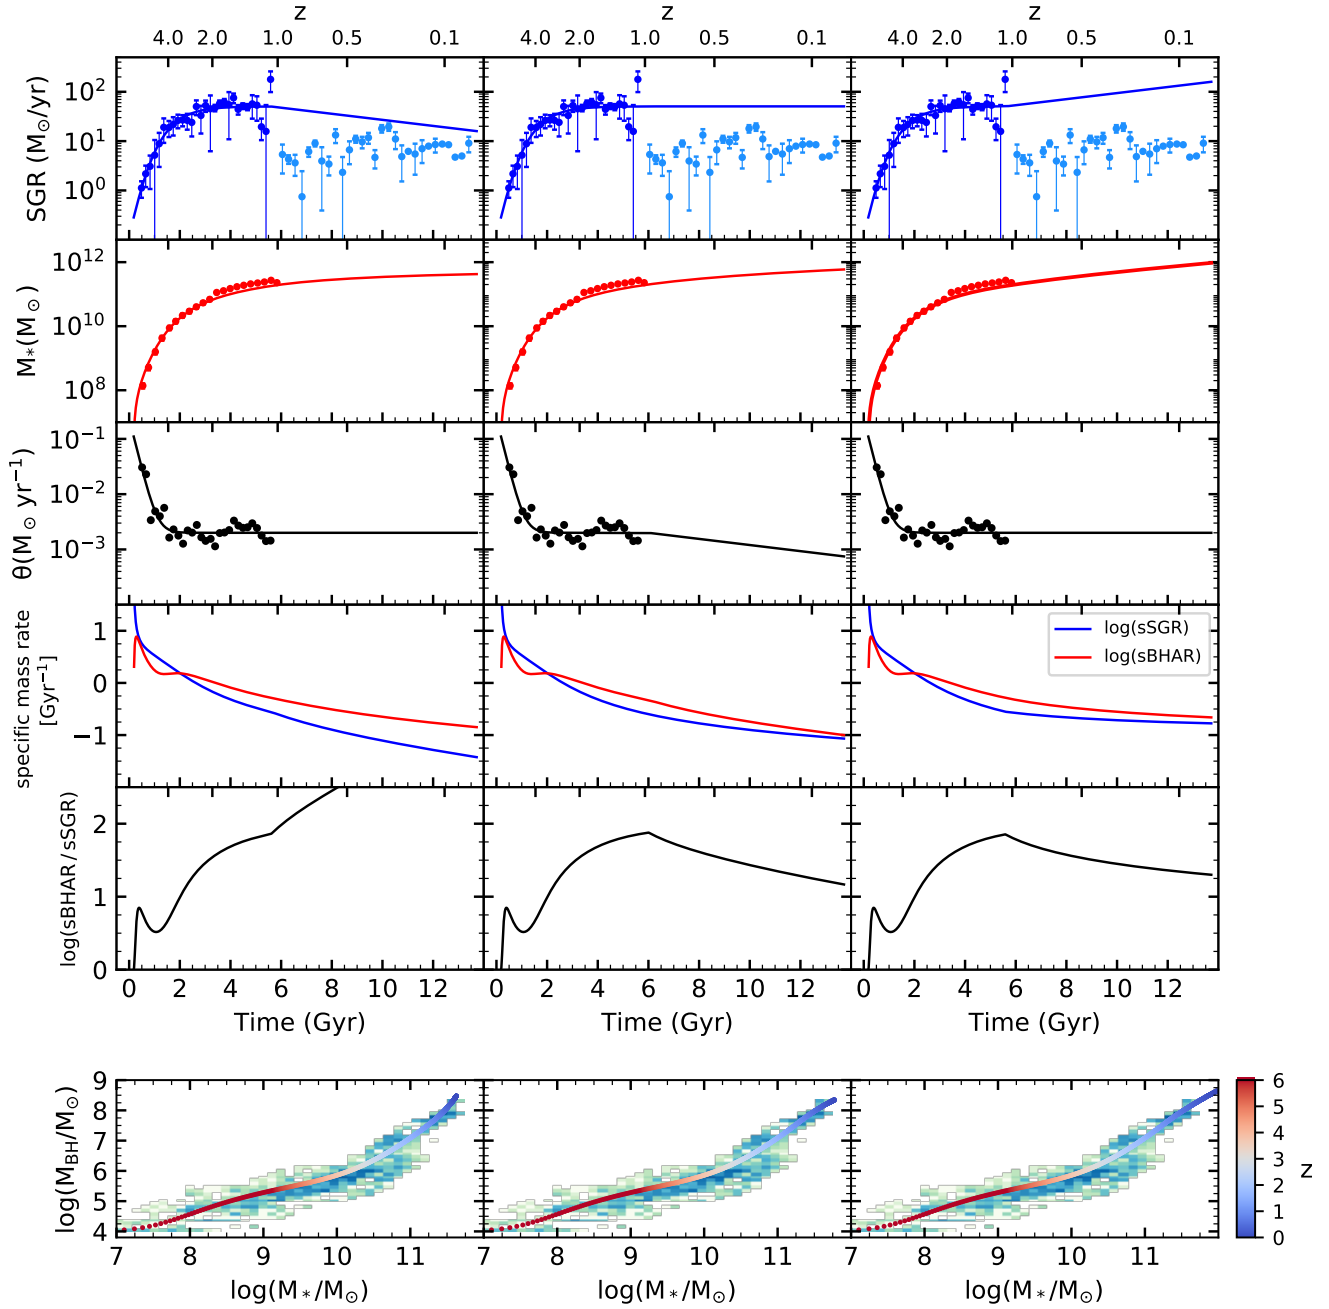 z z z
4.0 2.0 1.0 0.5 0.1 4.0 2.0 1.0 0.5 0.1 4.0 2.0 1.0 0.5 0.1
SGR (M⊙/yr)
10² 10¹ 10⁰
M*(M⊙)
10¹² 10¹⁰ 10⁸
θ(M⊙ yr⁻¹)
10⁻¹ 10⁻² 10⁻³
specific mass rate
[Gyr⁻¹]
1 0 −1
log(sSGR)
log(sBHAR)
log(sBHAR/sSGR)
2 1 0
0 2 4 6 8 10 12 0 2 4 6 8 10 12 0 2 4 6 8 10 12
Time (Gyr) Time (Gyr) Time (Gyr)
log(M_BH/M⊙)
9 8 7 6 5 4
7 8 9 10 11 7 8 9 10 11 7 8 9 10 11
log(M*/M⊙) log(M*/M⊙) log(M*/M⊙)
6 5 4 3 2 1 0
z